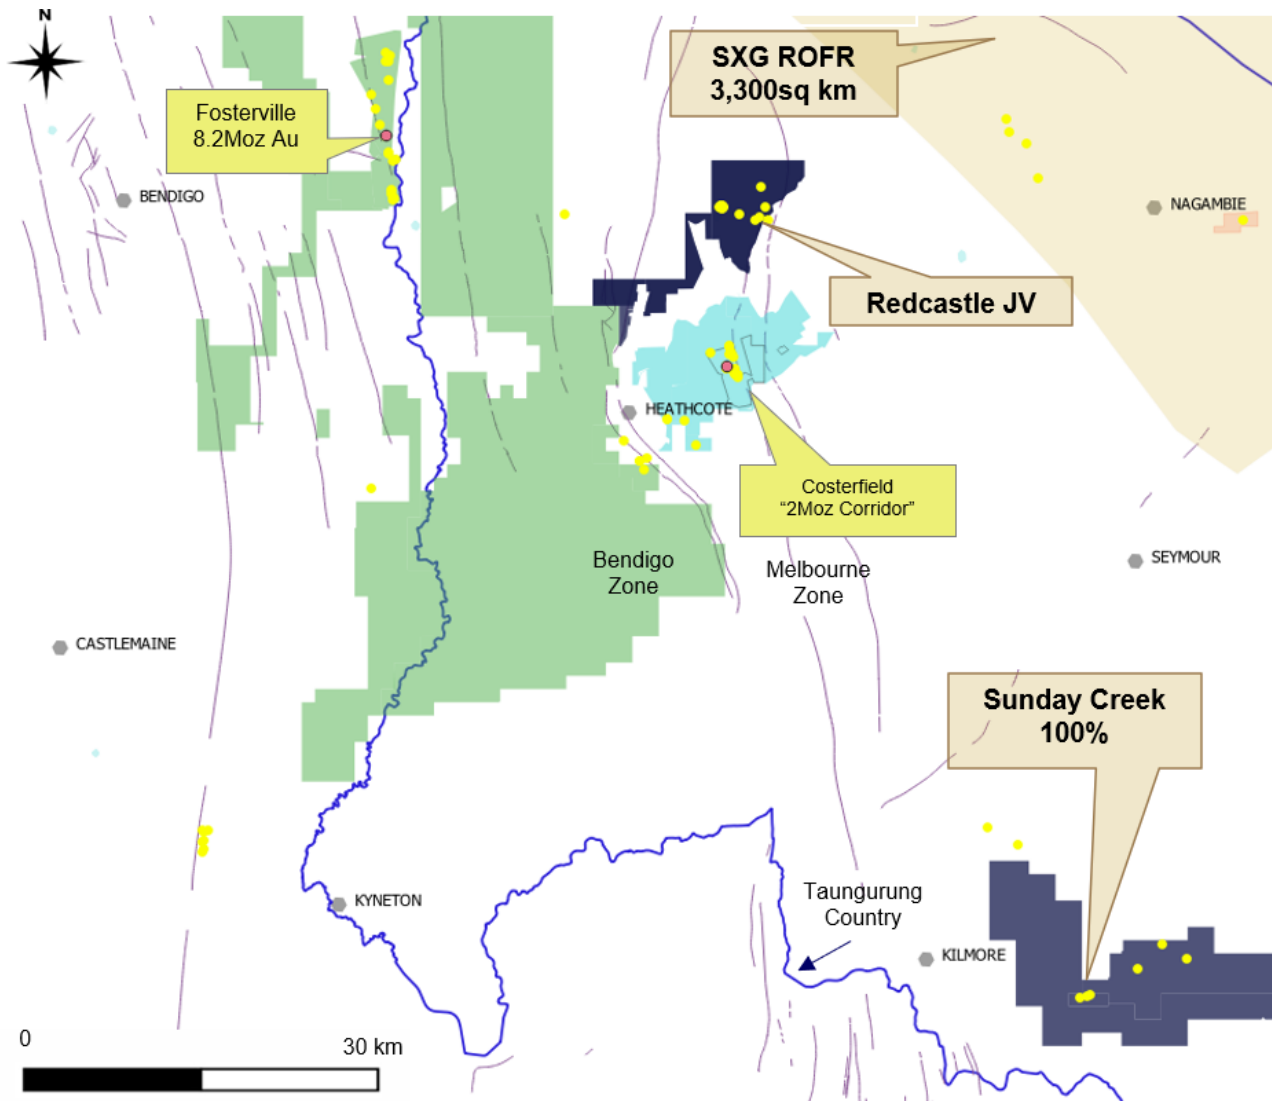 N
SXG ROFR
3,300sq km
Fosterville
8.2Moz Au
BENDIGO
NAGAMBIE
Redcastle JV
HEATHCOTE
Costerfield
“2Moz Corridor”
Bendigo
Zone
Melbourne
Zone
SEYMOUR
CASTLEMAINE
Sunday Creek
100%
Taungurung
Country
KYNETON
KILMORE
0
30 km